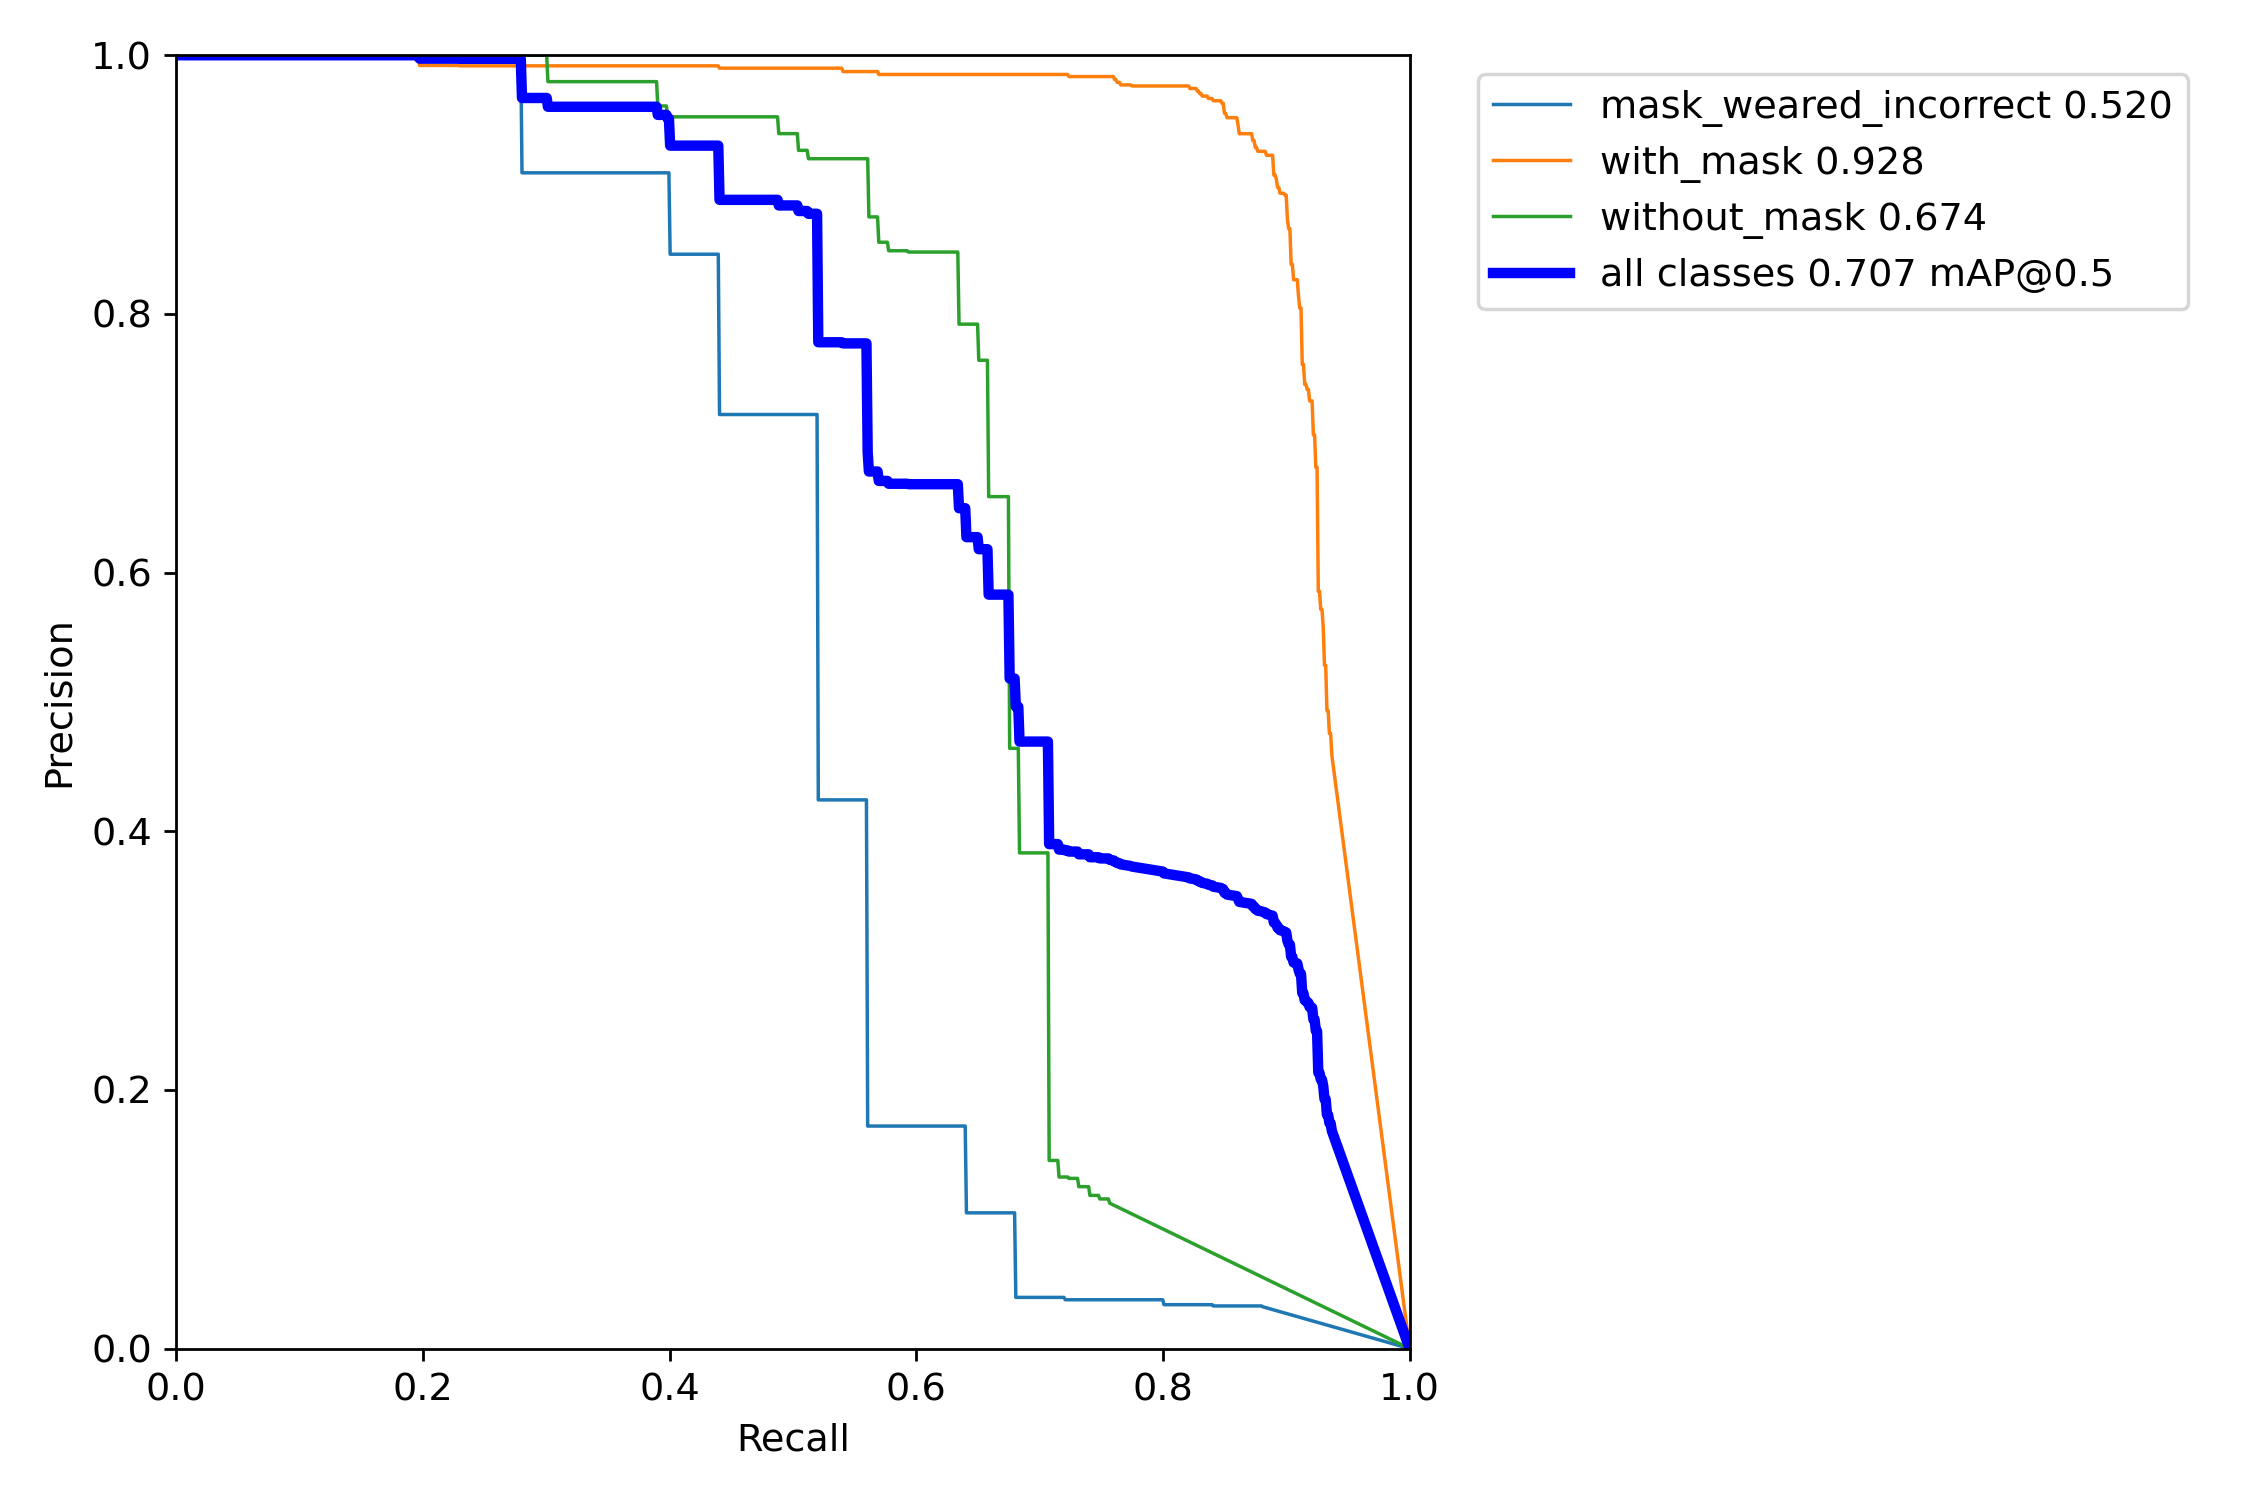 1.0
0.8
0.6
0.4
0.2
0.0
Precision
0.0 0.2 0.4 0.6 0.8 1.0
Recall
mask_weared_incorrect 0.520
with_mask 0.928
without_mask 0.674
all classes 0.707 mAP@0.5